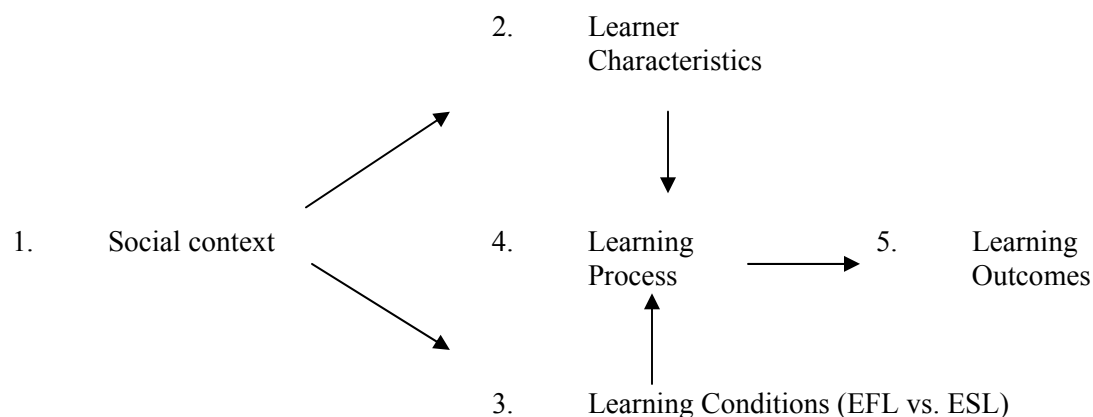 2. Learner
Characteristics
1. Social context 4. Learning 5. Learning
Process Outcomes
3. Learning Conditions (EFL vs. ESL)